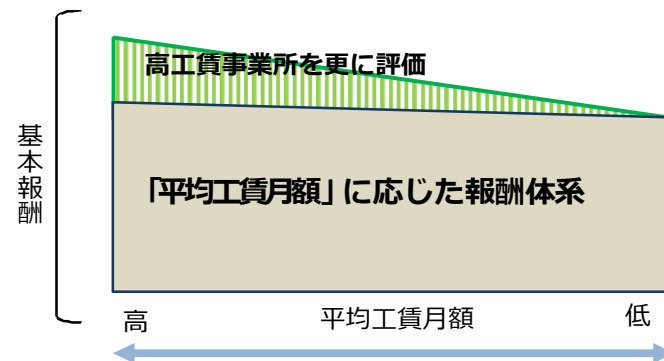 高工賃事業所を更に評価
基本報酬
「平均工賃月額」に応じた報酬体系
高
平均工賃月額
低